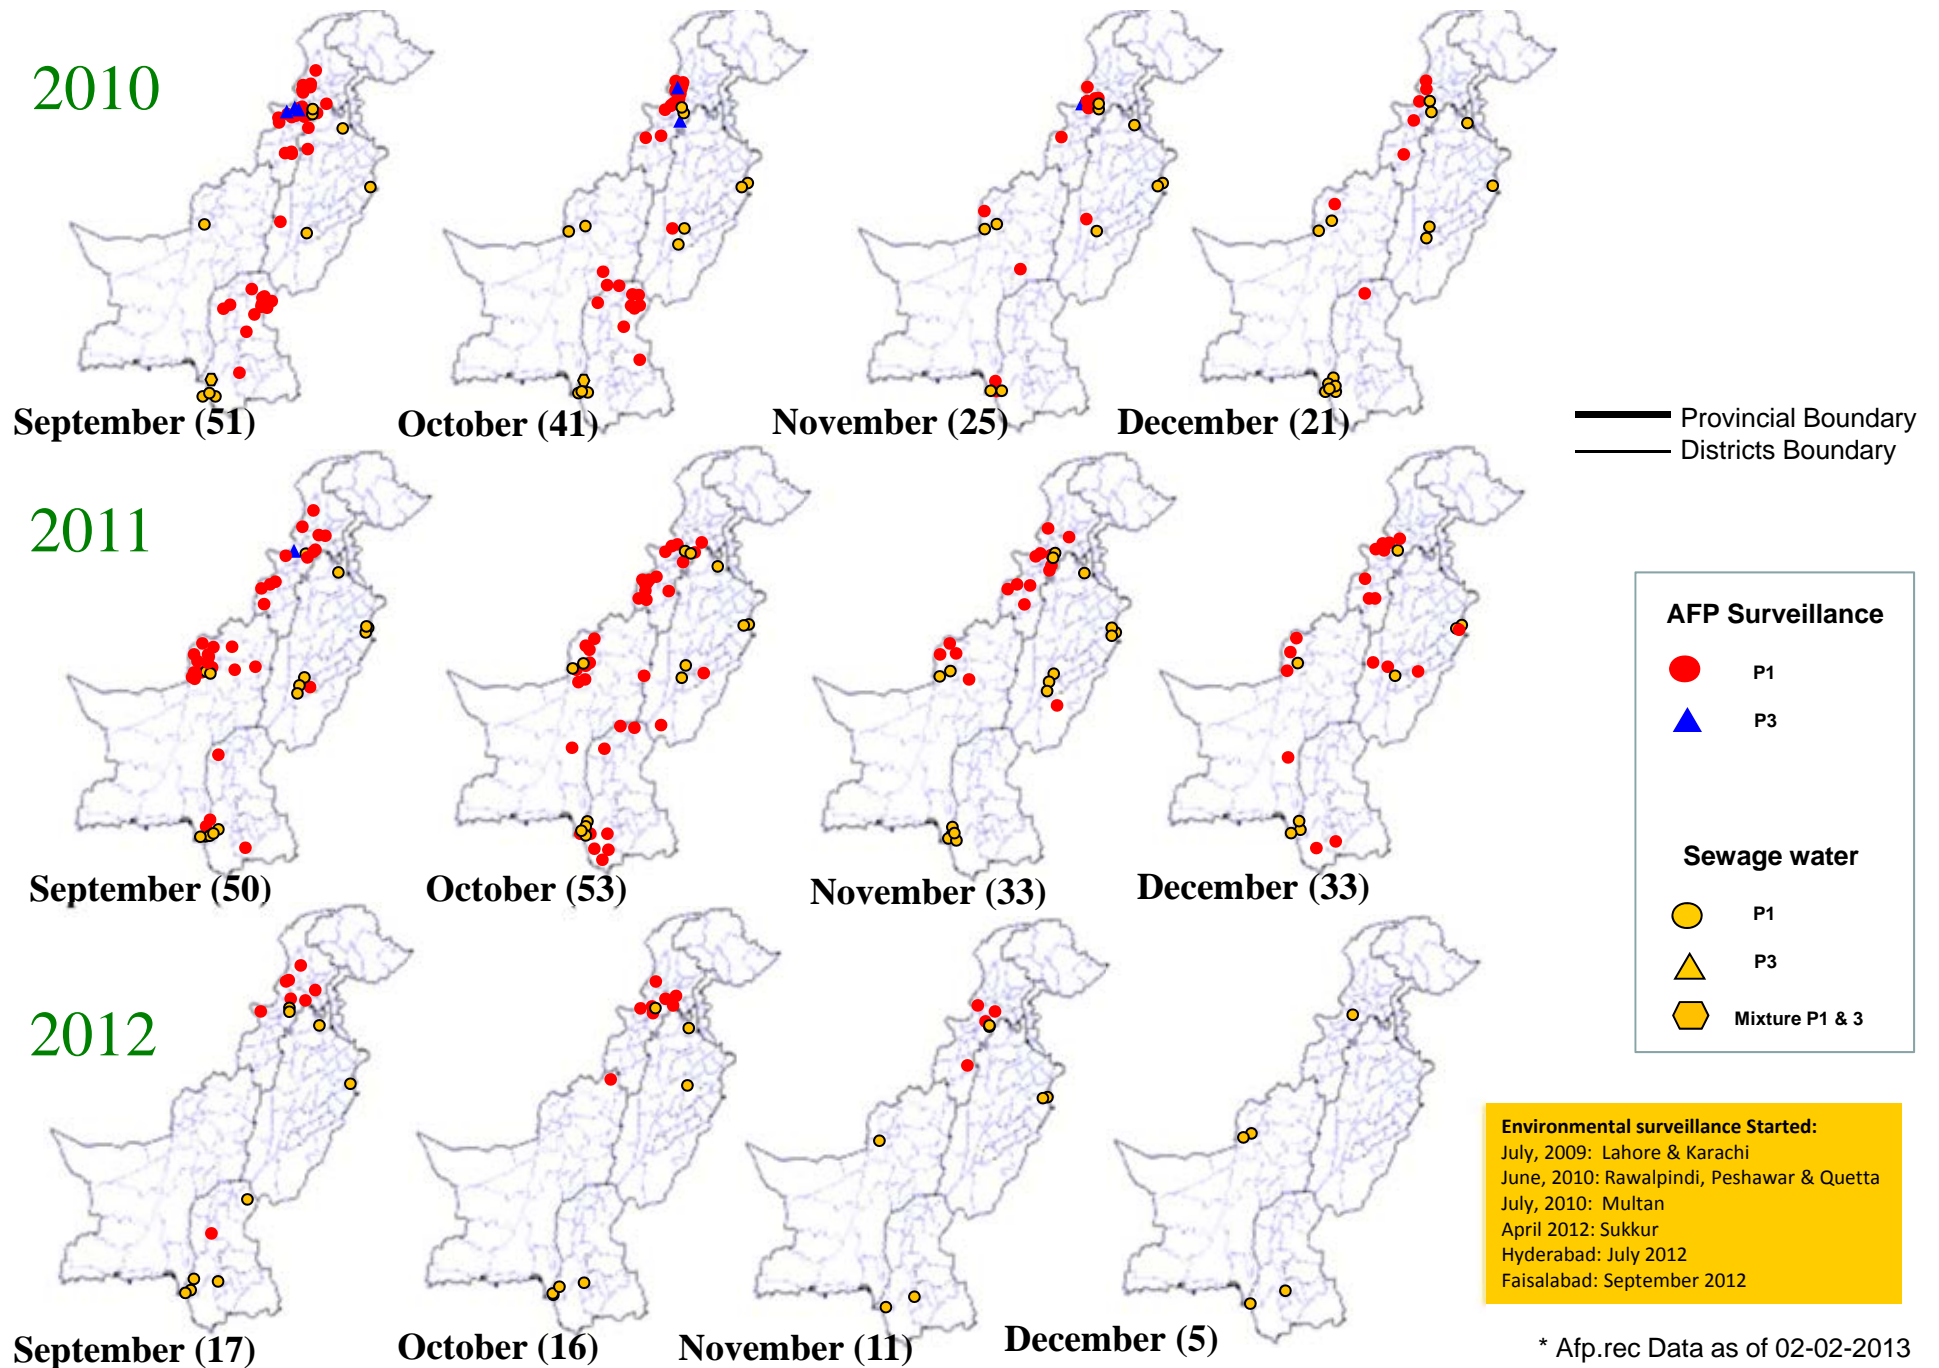 2010
September (51)
October (41)
November (25)
December (21)
Provincial Boundary
Districts Boundary
2011
September (50)
October (53)
November (33)
December (33)
AFP Surveillance
P1
P3
Sewage water
P1
P3
Mixture P1 & 3
2012
September (17)
October (16)
November (11)
December (5)
Environmental surveillance Started:
July, 2009: Lahore & Karachi
June, 2010: Rawalpindi, Peshawar & Quetta
July, 2010: Multan
April 2012: Sukkur
Hyderabad: July 2012
Faisalabad: September 2012
* Afp.rec Data as of 02-02-2013